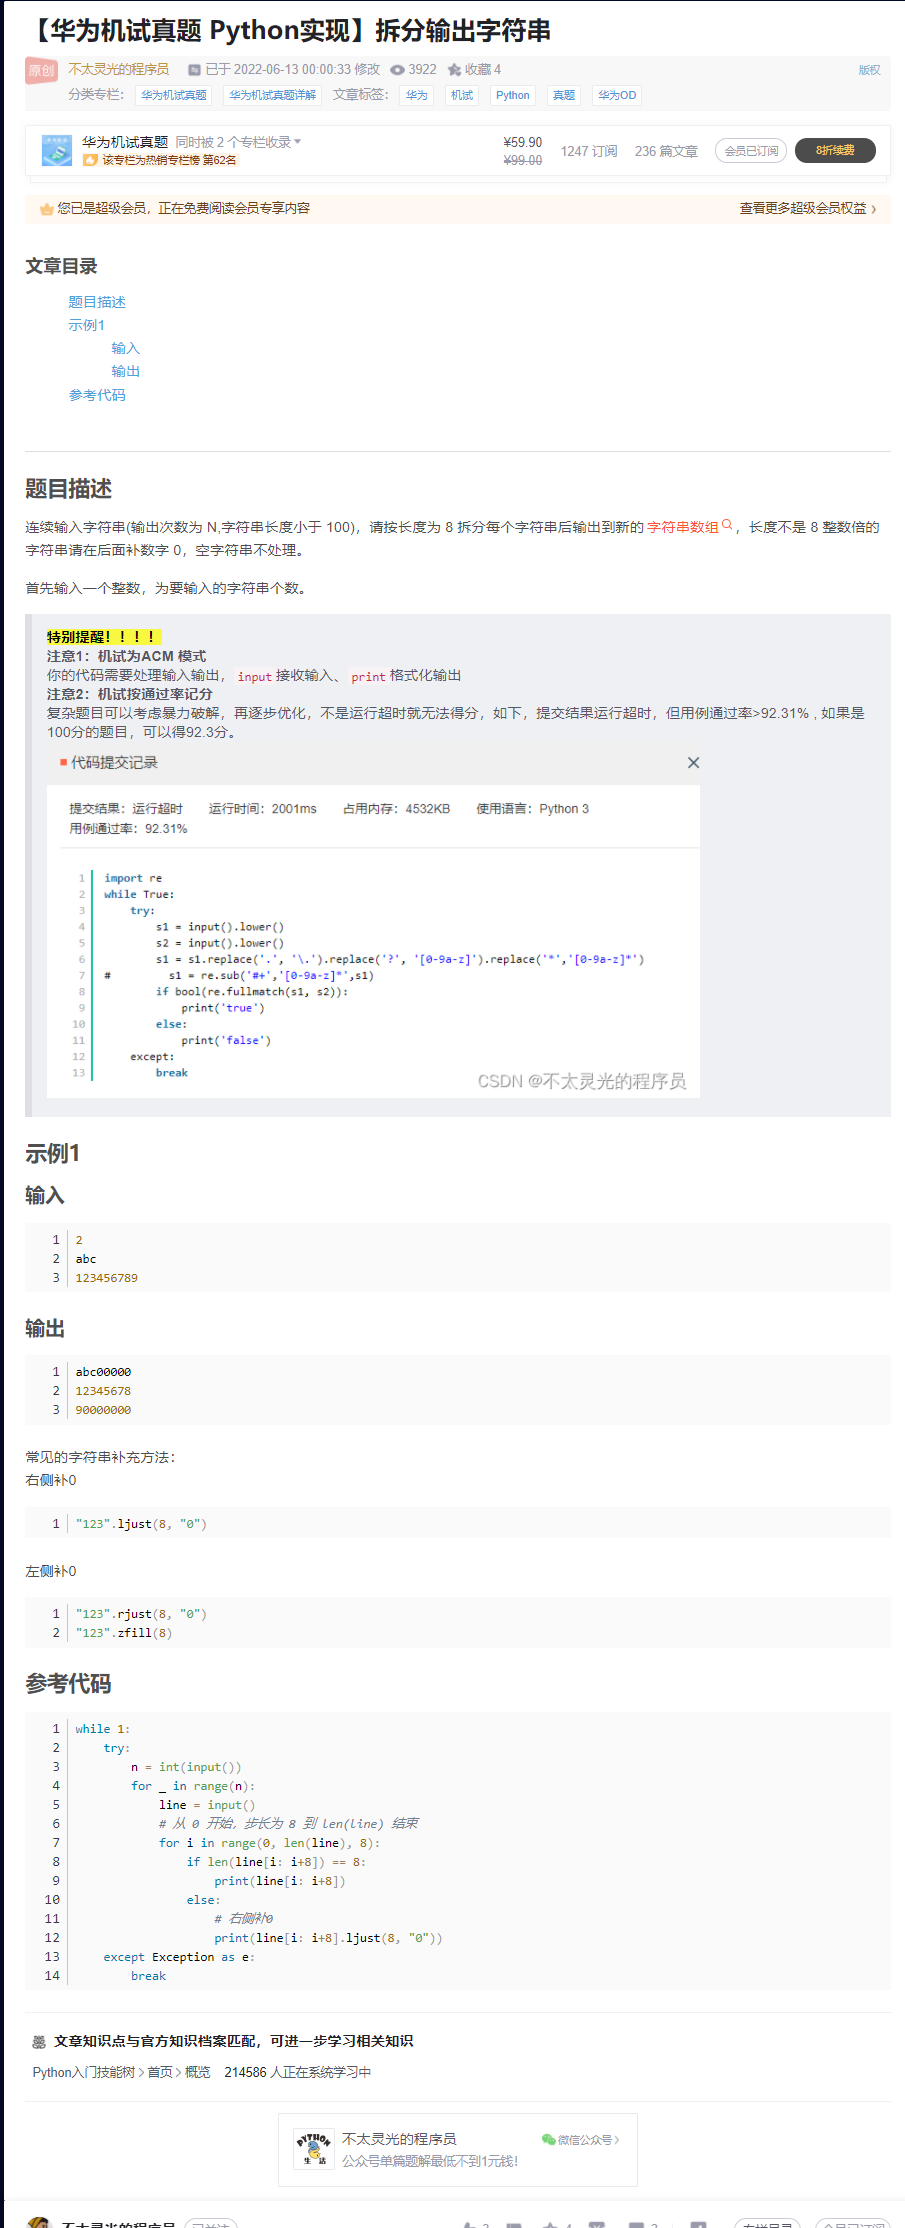 【华为机试真题 Python实现】拆分输出字符串
原创 不太灵光的程序员 已于 2022-06-13 00:00:33 修改 3922 收藏 4 版权
分类专栏： 华为机试真题 华为机试真题详解 文章标签： 华为 机试 Python 真题 华为OD
华为机试真题 同时被 2 个专栏收录
该专栏为热销专栏榜 第62名
¥59.90
¥99.00
1247 订阅 236 篇文章 会员已订阅 8折续费
您已是超级会员，正在免费阅读会员专享内容 查看更多超级会员权益 ›
文章目录
题目描述
示例1
输入
输出
参考代码
题目描述
连续输入字符串(输出次数为 N,字符串长度小于 100)，请按长度为 8 拆分每个字符串后输出到新的 字符串数组，长度不是 8 整数倍的
字符串请在后面补数字 0，空字符串不处理。
首先输入一个整数，为要输入的字符串个数。
特别提醒！！！！
注意1：机试为ACM 模式
你的代码需要处理输入输出， input 接收输入、 print 格式化输出
注意2：机试按通过率记分
复杂题目可以考虑暴力破解，再逐步优化，不是运行超时就无法得分，如下，提交结果运行超时，但用例通过率>92.31%，如果是
100分的题目，可以得92.3分。
代码提交记录
提交结果：运行超时 运行时间：2001ms 占用内存：4532KB 使用语言：Python 3
用例通过率：92.31%
1 import re
2 while True:
3 try:
4 s1 = input().lower()
5 s2 = input().lower()
6 s1 = s1.replace('.', '\.').replace('?', '[0-9a-z]').replace('*','[0-9a-z]*')
7 # s1 = re.sub('#+','[0-9a-z]*',s1)
8 if bool(re.fullmatch(s1, s2)):
9 print('true')
10 else:
11 print('false')
12 except:
13 break
CSDN @不太灵光的程序员
示例1
输入
1 2
2 abc
3 123456789
输出
1 abc00000
2 12345678
3 90000000
常见的字符串补充方法：
右侧补0
1 "123".ljust(8, "0")
左侧补0
1 "123".rjust(8, "0")
2 "123".zfill(8)
参考代码
1 while 1:
2 try:
3 n = int(input())
4 for _ in range(n):
5 line = input()
6 # 从 0 开始，步长为 8 到 len(line) 结束
7 for i in range(0, len(line), 8):
8 if len(line[i: i+8]) == 8:
9 print(line[i: i+8])
10 else:
11 # 右侧补0
12 print(line[i: i+8].ljust(8, "0"))
13 except Exception as e:
14 break
文章知识点与官方知识档案匹配，可进一步学习相关知识
Python入门技能树 > 首页 > 概览 214586 人正在系统学习中
PYTHON
生活
不太灵光的程序员 微信公众号 >
公众号单篇题解最低不到1元钱！
不太灵光的程序员 已关注